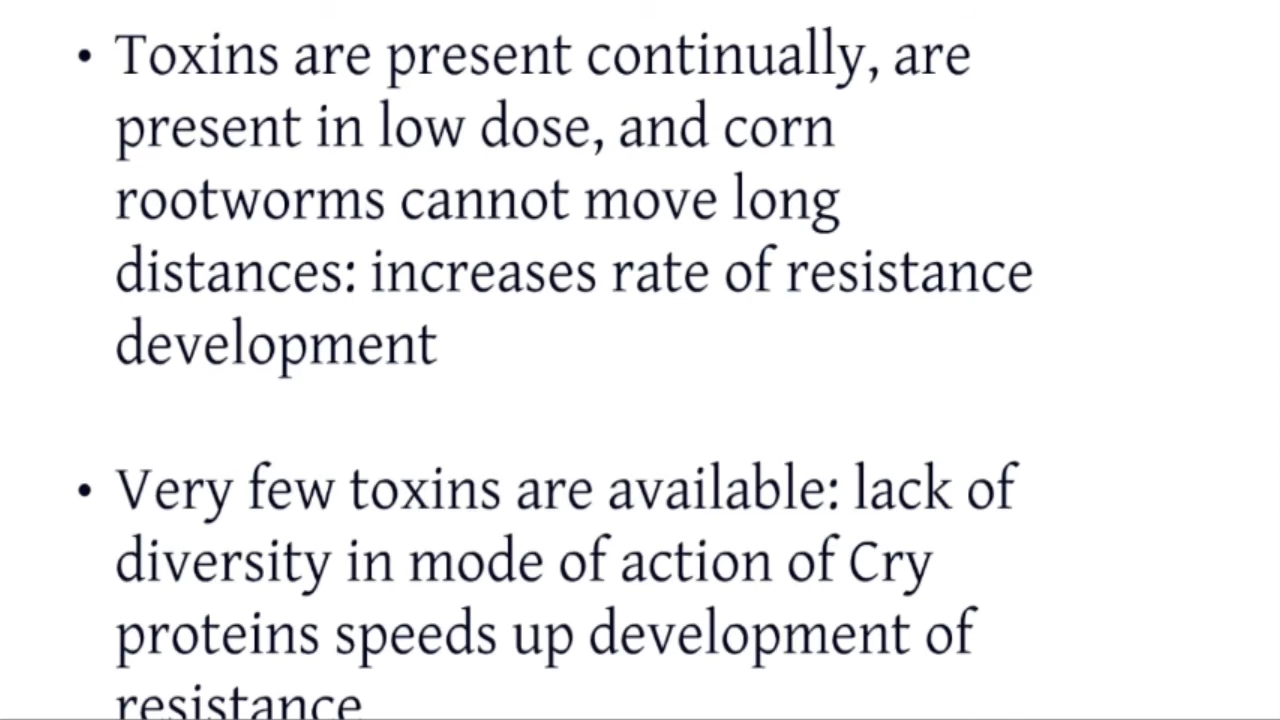 • Toxins are present continually, are
present in low dose, and corn
rootworms cannot move long
distances: increases rate of resistance
development
• Very few toxins are available: lack of
diversity in mode of action of Cry
proteins speeds up development of
resistance